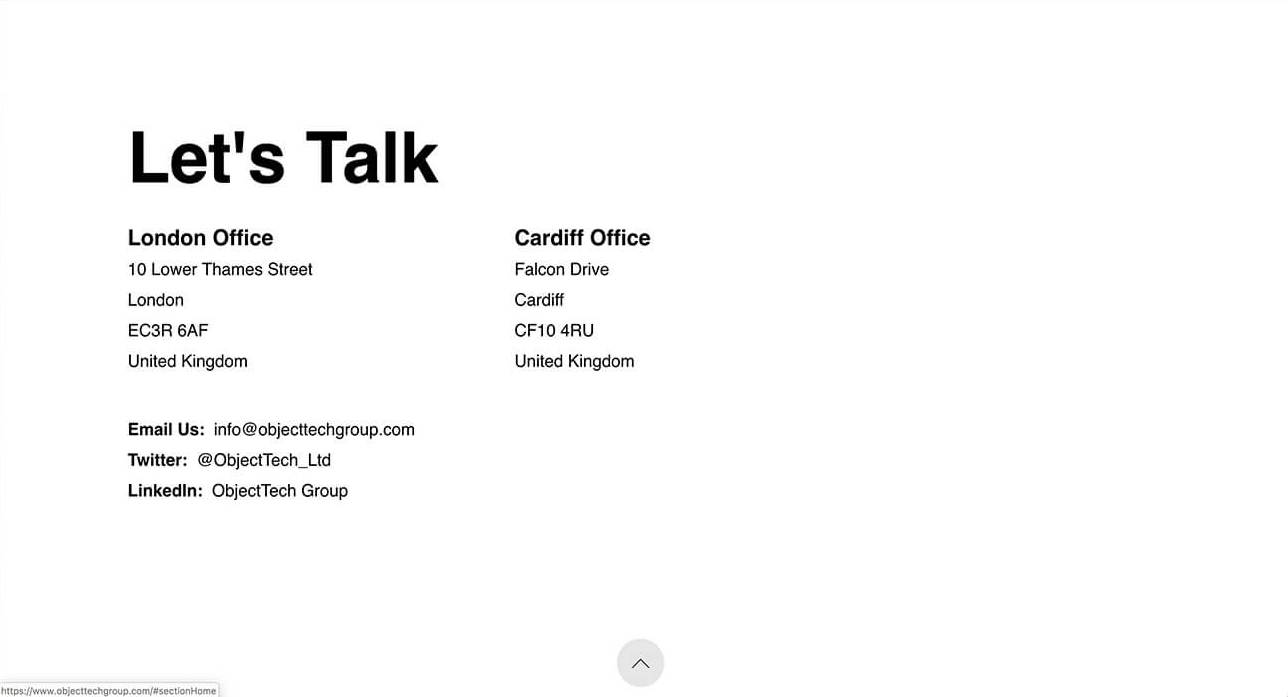 Let's Talk
London Office
10 Lower Thames Street
London
EC3R 6AF
United Kingdom
Cardiff Office
Falcon Drive
Cardiff
CF10 4RU
United Kingdom
Email Us: info@objecttechgroup.com
Twitter: @ObjectTech_Ltd
LinkedIn: ObjectTech Group
https://www.objecttechgroup.com/#sectionHome